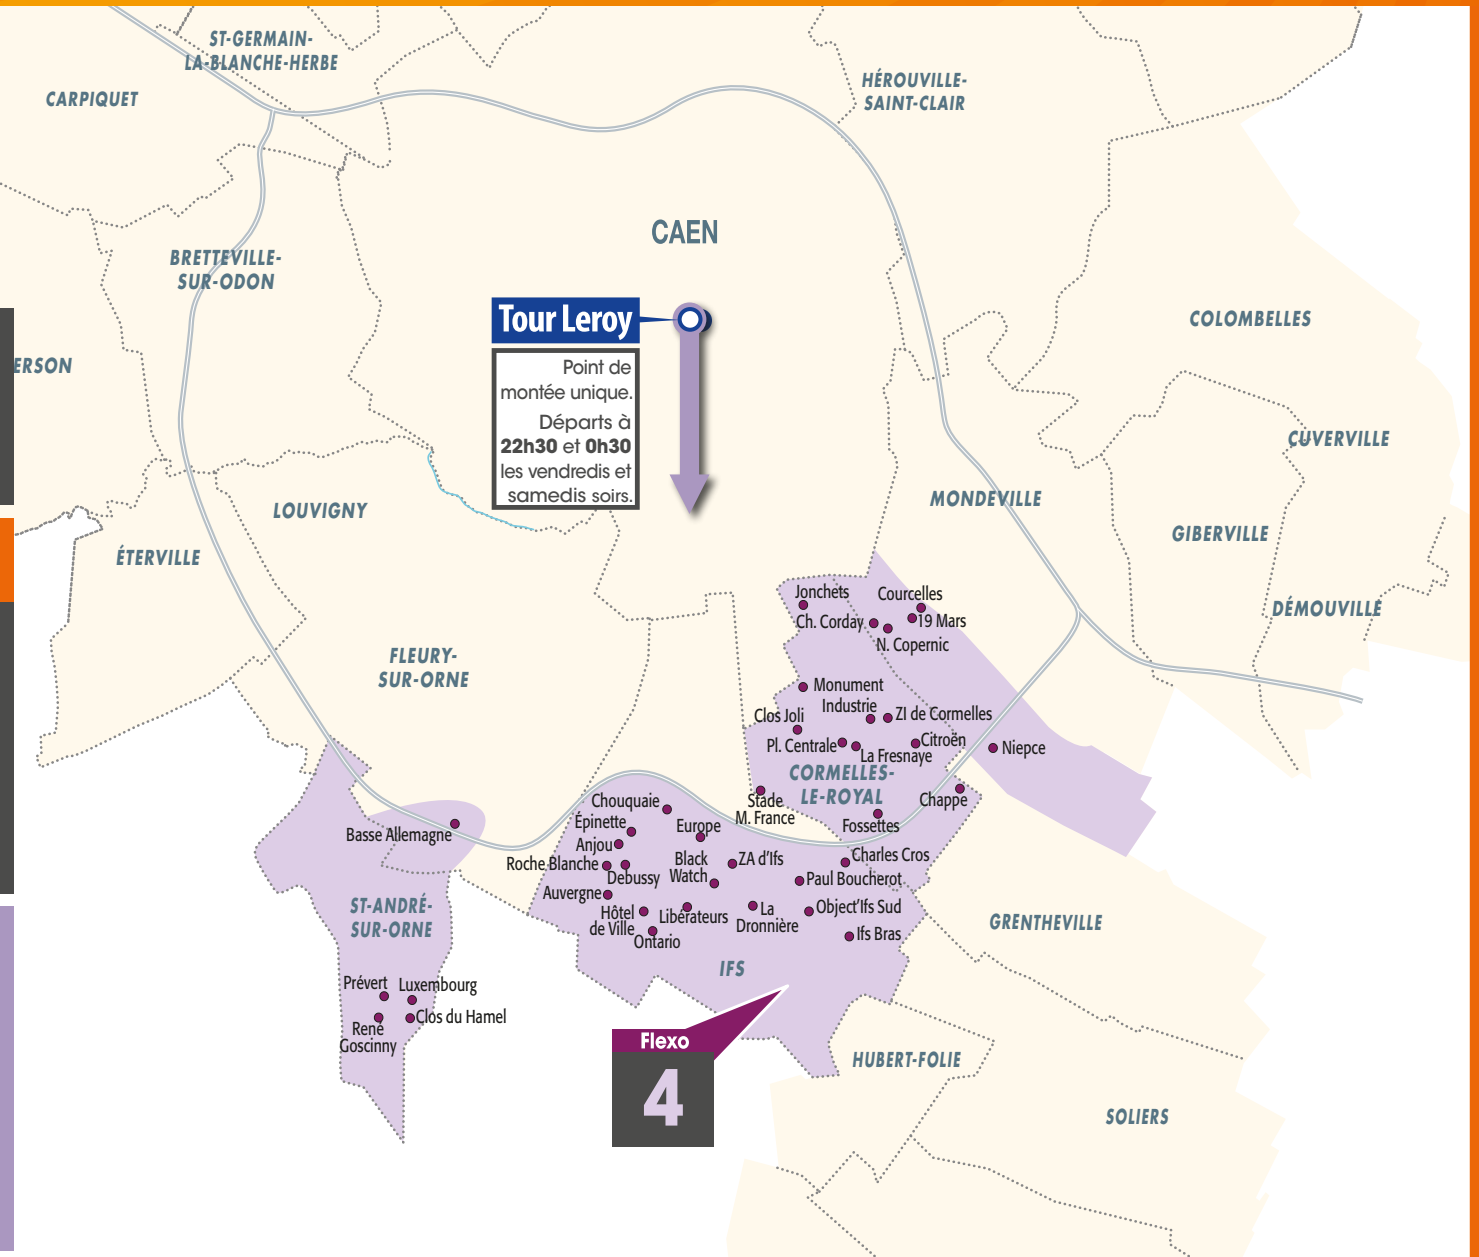 ST-GERMAIN-
LA-BLANCHE-HERBE
CARPIQUET
HÉROUVILLE-
SAINT-CLAIR
CAEN
BRETTEVILLE-
SUR-ODON
Tour Leroy
COLOMBELLES
ERSON
Point de
montée unique.
Départs à
22h30 et 0h30
les vendredis et
samedis soirs.
CUVERVILLE
LOUVIGNY
MONDEVILLE
GIBERVILLE
ÉTERVILLE
DÉMOUVILLE
Jonchets
Courcelles
Ch. Corday
19 Mars
N. Copernic
FLEURY-
SUR-ORNE
Monument
Industrie
Clos Joli
ZI de Cormelles
Pl. Centrale
Citroën
La Fresnaye
Niepce
CORMELLES-
LE-ROYAL
Stade
M. France
Chappe
Fossettes
Chouquaie
Épinette
Europe
Anjou
Basse Allemagne
Roche Blanche
Debussy
Black
Watch
ZA d'Ifs
Charles Cros
Paul Boucherot
Auvergne
Hôtel
de Ville
Libérateurs
La
Dronnière
Object'Ifs Sud
Ontario
Ifs Bras
ST-ANDRÉ-
SUR-ORNE
GRENTHEVILLE
IFS
Prévert
Luxembourg
René
Goscinny
Clos du Hamel
Flexo
4
HUBERT-FOLIE
SOLIERS